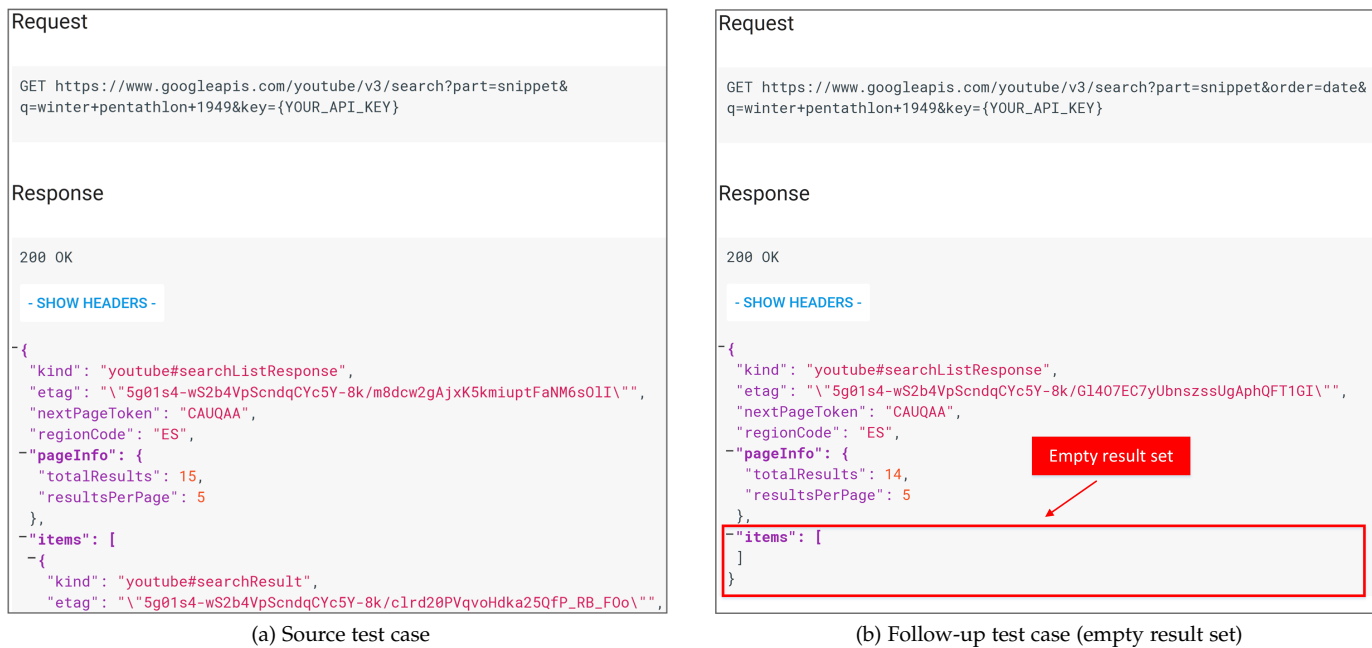 Request
GET https://www.googleapis.com/youtube/v3/search?part=snippet&
q=winter+pentathlon+1949&key={YOUR_API_KEY}
Response
200 OK
- SHOW HEADERS -
-{
"kind": "youtube#searchListResponse",
"etag": "\"5g01s4-wS2b4VpScndqCYc5Y-8k/m8dcw2gAjxK5kmiuptFaNM6sOlI\"",
"nextPageToken": "CAUQAA",
"regionCode": "ES",
-"pageInfo": {
"totalResults": 15,
"resultsPerPage": 5
},
-"items": [
-{
"kind": "youtube#searchResult",
"etag": "\"5g01s4-wS2b4VpScndqCYc5Y-8k/clrd20PVqvoHdka25QfP_RB_FOo\"",
(a) Source test case
Request
GET https://www.googleapis.com/youtube/v3/search?part=snippet&order=date&
q=winter+pentathlon+1949&key={YOUR_API_KEY}
Response
200 OK
- SHOW HEADERS -
-{
"kind": "youtube#searchListResponse",
"etag": "\"5g01s4-wS2b4VpScndqCYc5Y-8k/Gl4O7EC7yUbnszssUgAphQFT1GI\"",
"nextPageToken": "CAUQAA",
"regionCode": "ES",
-"pageInfo": {
"totalResults": 14,
"resultsPerPage": 5
},
Empty result set
-"items": [
]
}
(b) Follow-up test case (empty result set)